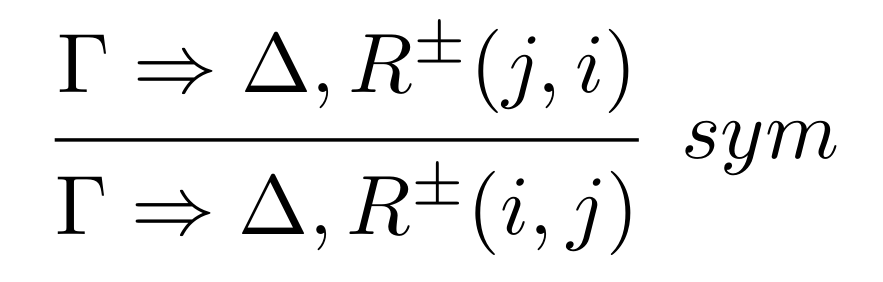 Γ ⇒ Δ, R±(j, i)
sym
Γ ⇒ Δ, R±(i, j)